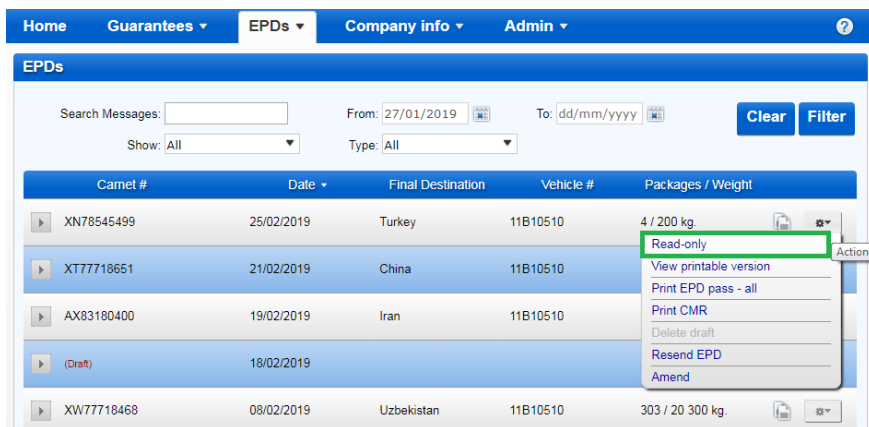 Home Guarantees EPDs Company info Admin ?
EPDs
Search Messages: From: 27/01/2019 To: dd/mm/yyyy Clear Filter
Show: All Type: All
Carnet # Date Final Destination Vehicle # Packages / Weight
XN78545499 25/02/2019 Turkey 11B10510 4 / 200 kg.
Read-only
Action
XT77718651 21/02/2019 China 11B10510 View printable version
Print EPD pass - all
AX83180400 19/02/2019 Iran 11B10510 Print CMR
Delete draft
(Draft) 18/02/2019 Resend EPD
Amend
XW77718468 08/02/2019 Uzbekistan 11B10510 303 / 20 300 kg.